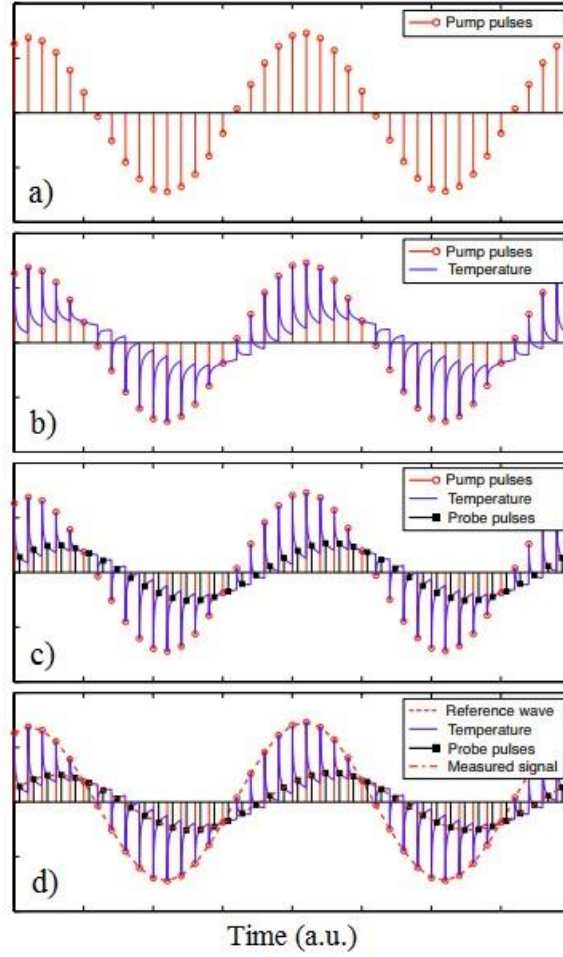 Pump pulses
a)
Pump pulses
Temperature
b)
Pump pulses
Temperature
Probe pulses
c)
Reference wave
Temperature
Probe pulses
Measured signal
d)
Time (a.u.)